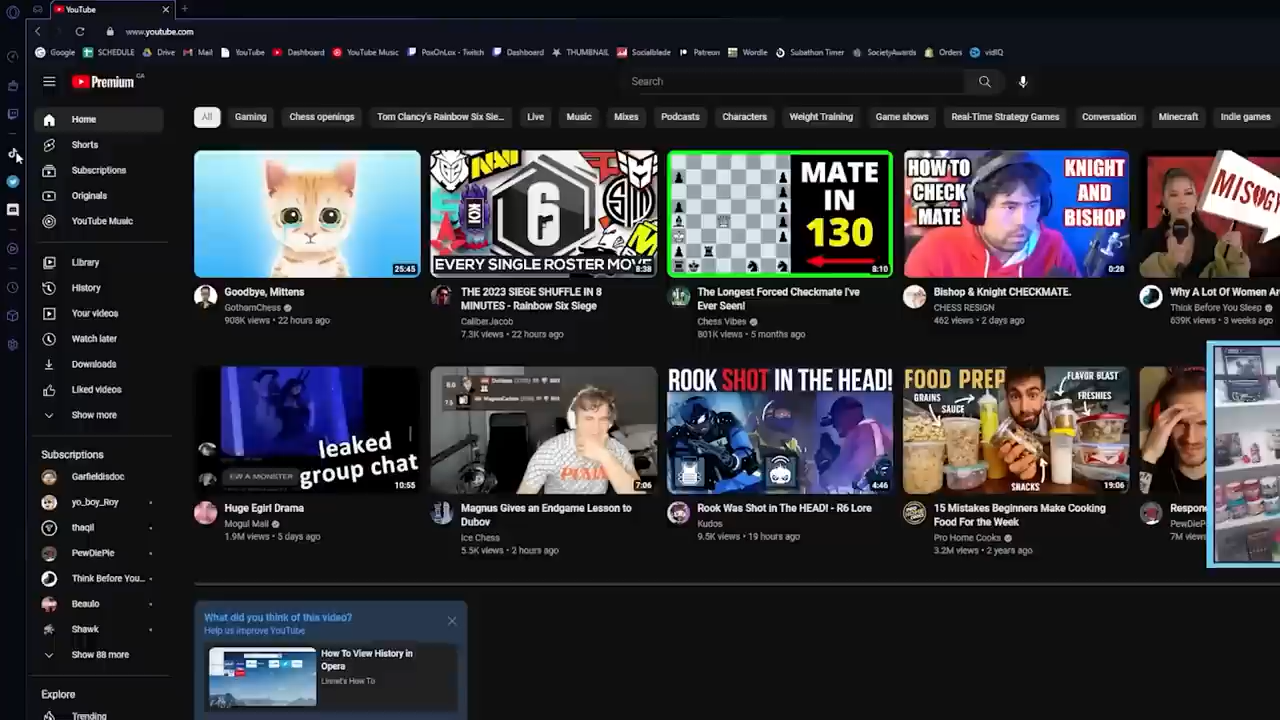 YouTube
www.youtube.com
Google SCHEDULE Drive Mail YouTube Dashboard YouTube Music PoxOnLox - Twitch Dashboard THUMBNAIL Socialblade Patreon Wordle Subathon Timer SocietyAwards Orders vidIQ
Premium CA
Search
All Gaming Chess openings Tom Clancy's Rainbow Six Sie... Live Music Mixes Podcasts Characters Weight Training Game shows Real-Time Strategy Games Conversation Minecraft Indie games
Home
Shorts
Subscriptions
Originals
YouTube Music
Library
History
Your videos
Watch later
Downloads
Liked videos
Show more
Subscriptions
Garfieldisdoc
yo_boy_Roy
thaqil
PewDiePie
Think Before You...
Beaulo
Shawk
Show 88 more
Explore
Trending
25:45
Goodbye, Mittens
GothamChess
908K views • 22 hours ago
NAVI
6
EVERY SINGLE ROSTER MOVE
8:38
THE 2023 SIEGE SHUFFLE IN 8
MINUTES - Rainbow Six Siege
CaliberJacob
7.3K views • 22 hours ago
MATE
IN
130
8:10
The Longest Forced Checkmate I've
Ever Seen!
Chess Vibes
801K views • 5 months ago
HOW TO
CHECK
MATE
KNIGHT
AND
BISHOP
0:28
Bishop & Knight CHECKMATE.
CHESS RESIGN
462 views • 2 days ago
MISOGY
Why A Lot Of Women Ar
Think Before You Sleep
639K views • 3 weeks ago
leaked
group chat
EW A MONSTER
10:55
Huge Egirl Drama
Mogul Mail
1.9M views • 5 days ago
7:06
Magnus Gives an Endgame Lesson to
Dubov
Ice Chess
5.5K views • 2 hours ago
ROOK SHOT IN THE HEAD!
4:46
Rook Was Shot in The HEAD! - R6 Lore
Kudos
9.5K views • 19 hours ago
FOOD PREP
GRAINS
SAUCE
FLAVOR BLAST
FRESHIES
SNACKS
19:06
15 Mistakes Beginners Make Cooking
Food For the Week
Pro Home Cooks
3.2M views • 2 years ago
Respon
PewDieP
7M view
What did you think of this video?
Help us improve YouTube
How To View History in
Opera
Linnet's How To